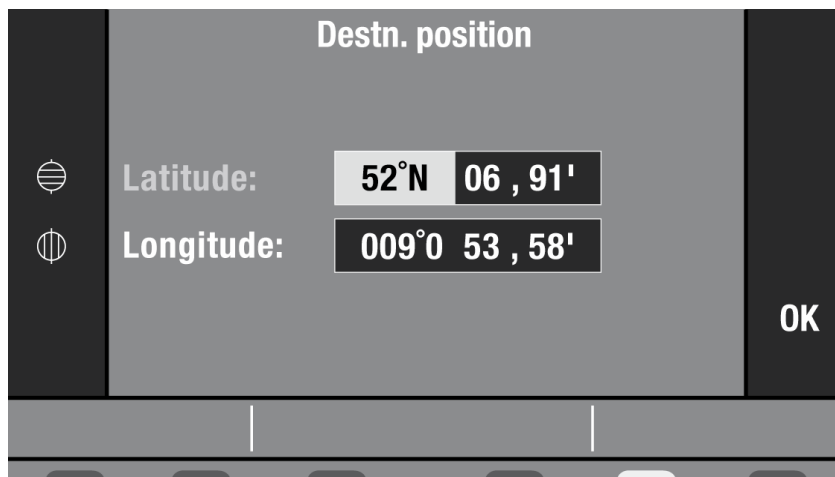 Destn. position
Latitude: 52°N 06 , 91'
Longitude: 009°0 53 , 58'
OK